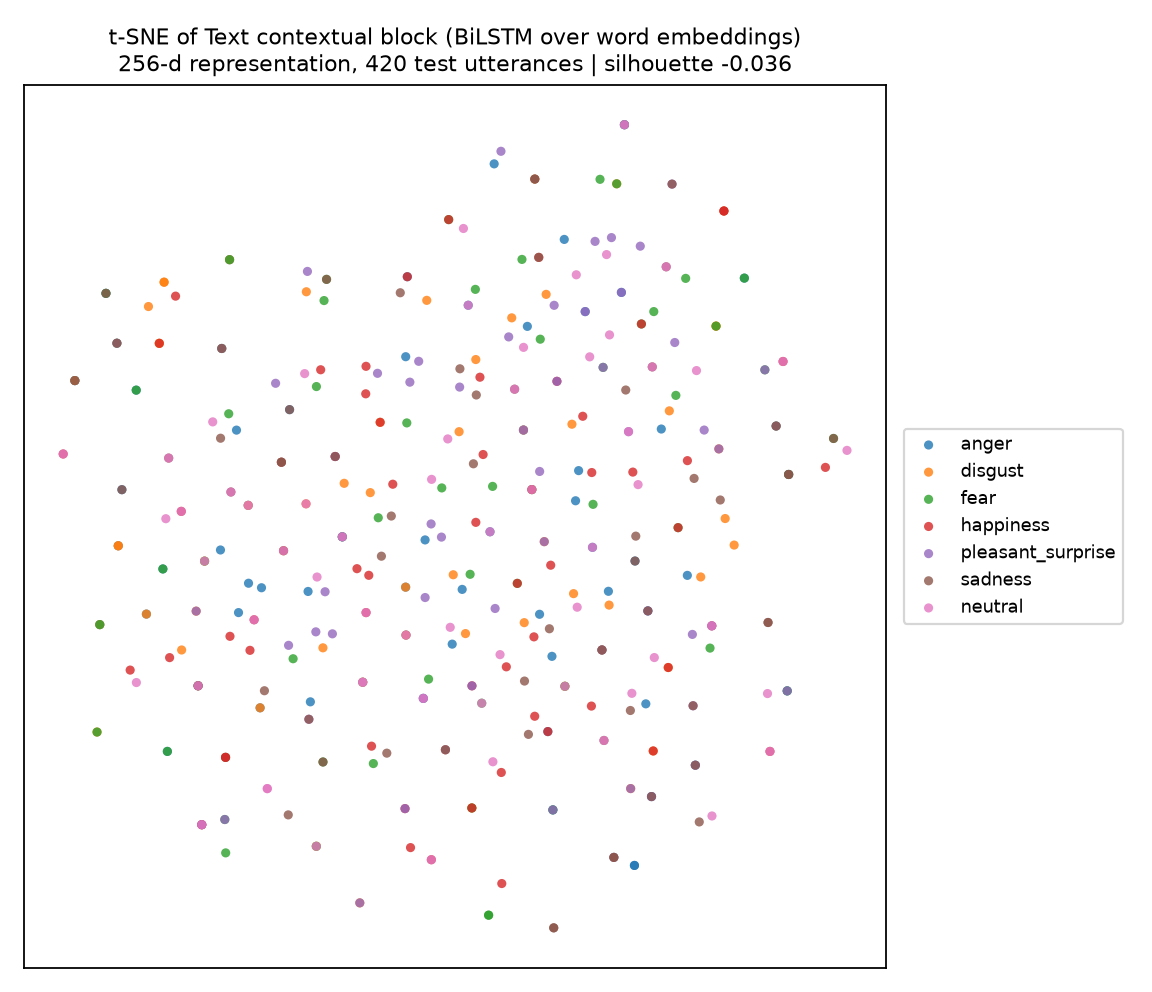 t-SNE of Text contextual block (BiLSTM over word embeddings)
256-d representation, 420 test utterances | silhouette -0.036
anger
disgust
fear
happiness
pleasant_surprise
sadness
neutral